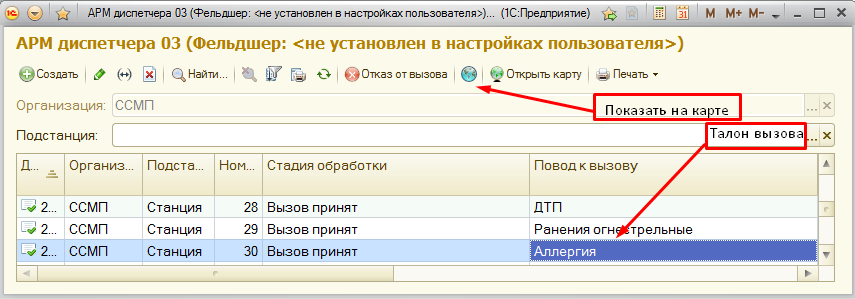 АРМ диспетчера 03 (Фельдшер: <не установлен в настройках пользователя>)... (1С:Предприятие)
M M+ M-
АРМ диспетчера 03 (Фельдшер: <не установлен в настройках пользователя>)
Создать Найти... Отказ от вызова Открыть карту Печать
Организация: ССМП ... ×
Показать на карте
Подстанция: ... ×
Талон вызова
Д... Организ... Подста... Ном... Стадия обработки Повод к вызову
2... ССМП Станция 28 Вызов принят ДТП
2... ССМП Станция 29 Вызов принят Ранения огнестрельные
2... ССМП Станция 30 Вызов принят Аллергия